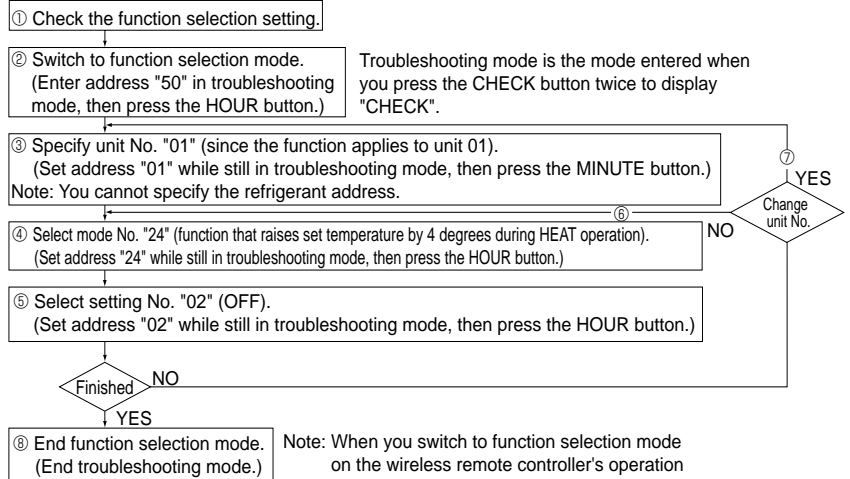 ① Check the function selection setting.
② Switch to function selection mode.
(Enter address "50" in troubleshooting
mode, then press the HOUR button.)
Troubleshooting mode is the mode entered when
you press the CHECK button twice to display
"CHECK".
③ Specify unit No. "01" (since the function applies to unit 01).
(Set address "01" while still in troubleshooting mode, then press the MINUTE button.)
Note: You cannot specify the refrigerant address.
⑦
YES
Change
unit No.
⑥
NO
④ Select mode No. "24" (function that raises set temperature by 4 degrees during HEAT operation).
(Set address "24" while still in troubleshooting mode, then press the HOUR button.)
⑤ Select setting No. "02" (OFF).
(Set address "02" while still in troubleshooting mode, then press the HOUR button.)
Finished
NO
YES
⑧ End function selection mode.
(End troubleshooting mode.)
Note: When you switch to function selection mode
on the wireless remote controller's operation